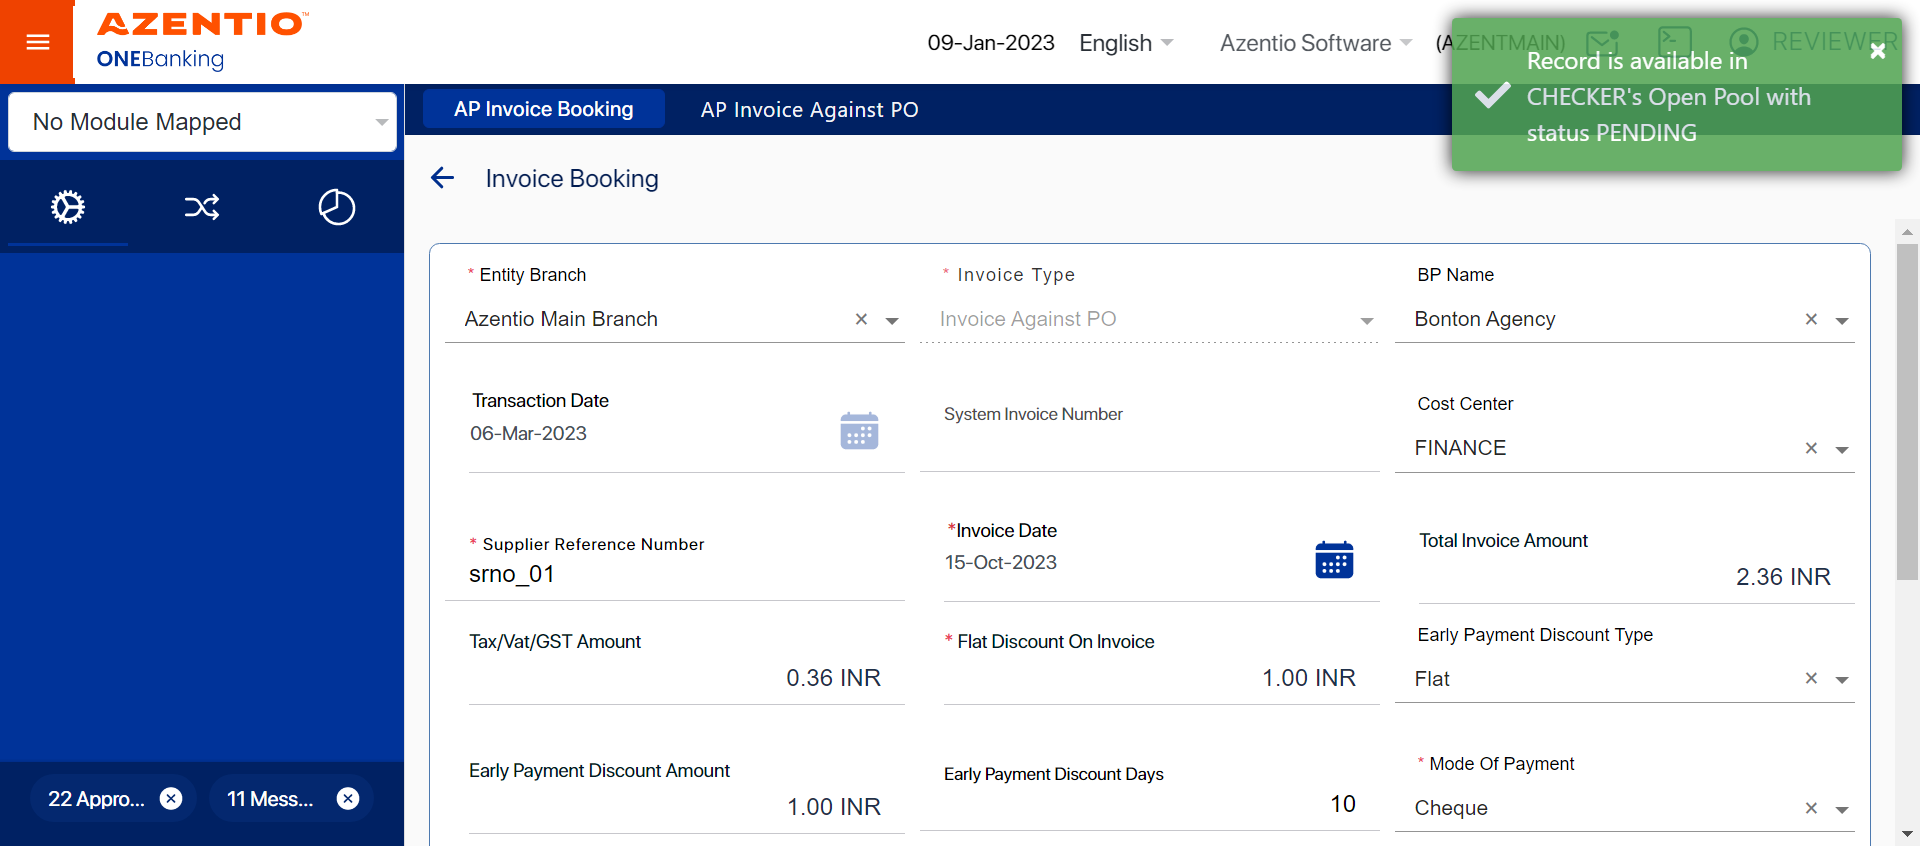 AZENTIO™
ONEBanking
09-Jan-2023
English
Azentio Software
(AZENTMAIN)
REVIEWER
Record is available in
CHECKER's Open Pool with
status PENDING
No Module Mapped
AP Invoice Booking
AP Invoice Against PO
Invoice Booking
* Entity Branch
* Invoice Type
BP Name
Azentio Main Branch
Invoice Against PO
Bonton Agency
Transaction Date
06-Mar-2023
System Invoice Number
Cost Center
FINANCE
* Supplier Reference Number
srno_01
*Invoice Date
15-Oct-2023
Total Invoice Amount
2.36 INR
Tax/Vat/GST Amount
0.36 INR
* Flat Discount On Invoice
1.00 INR
Early Payment Discount Type
Flat
Early Payment Discount Amount
1.00 INR
Early Payment Discount Days
10
* Mode Of Payment
Cheque
22 Appro...
11 Mess...